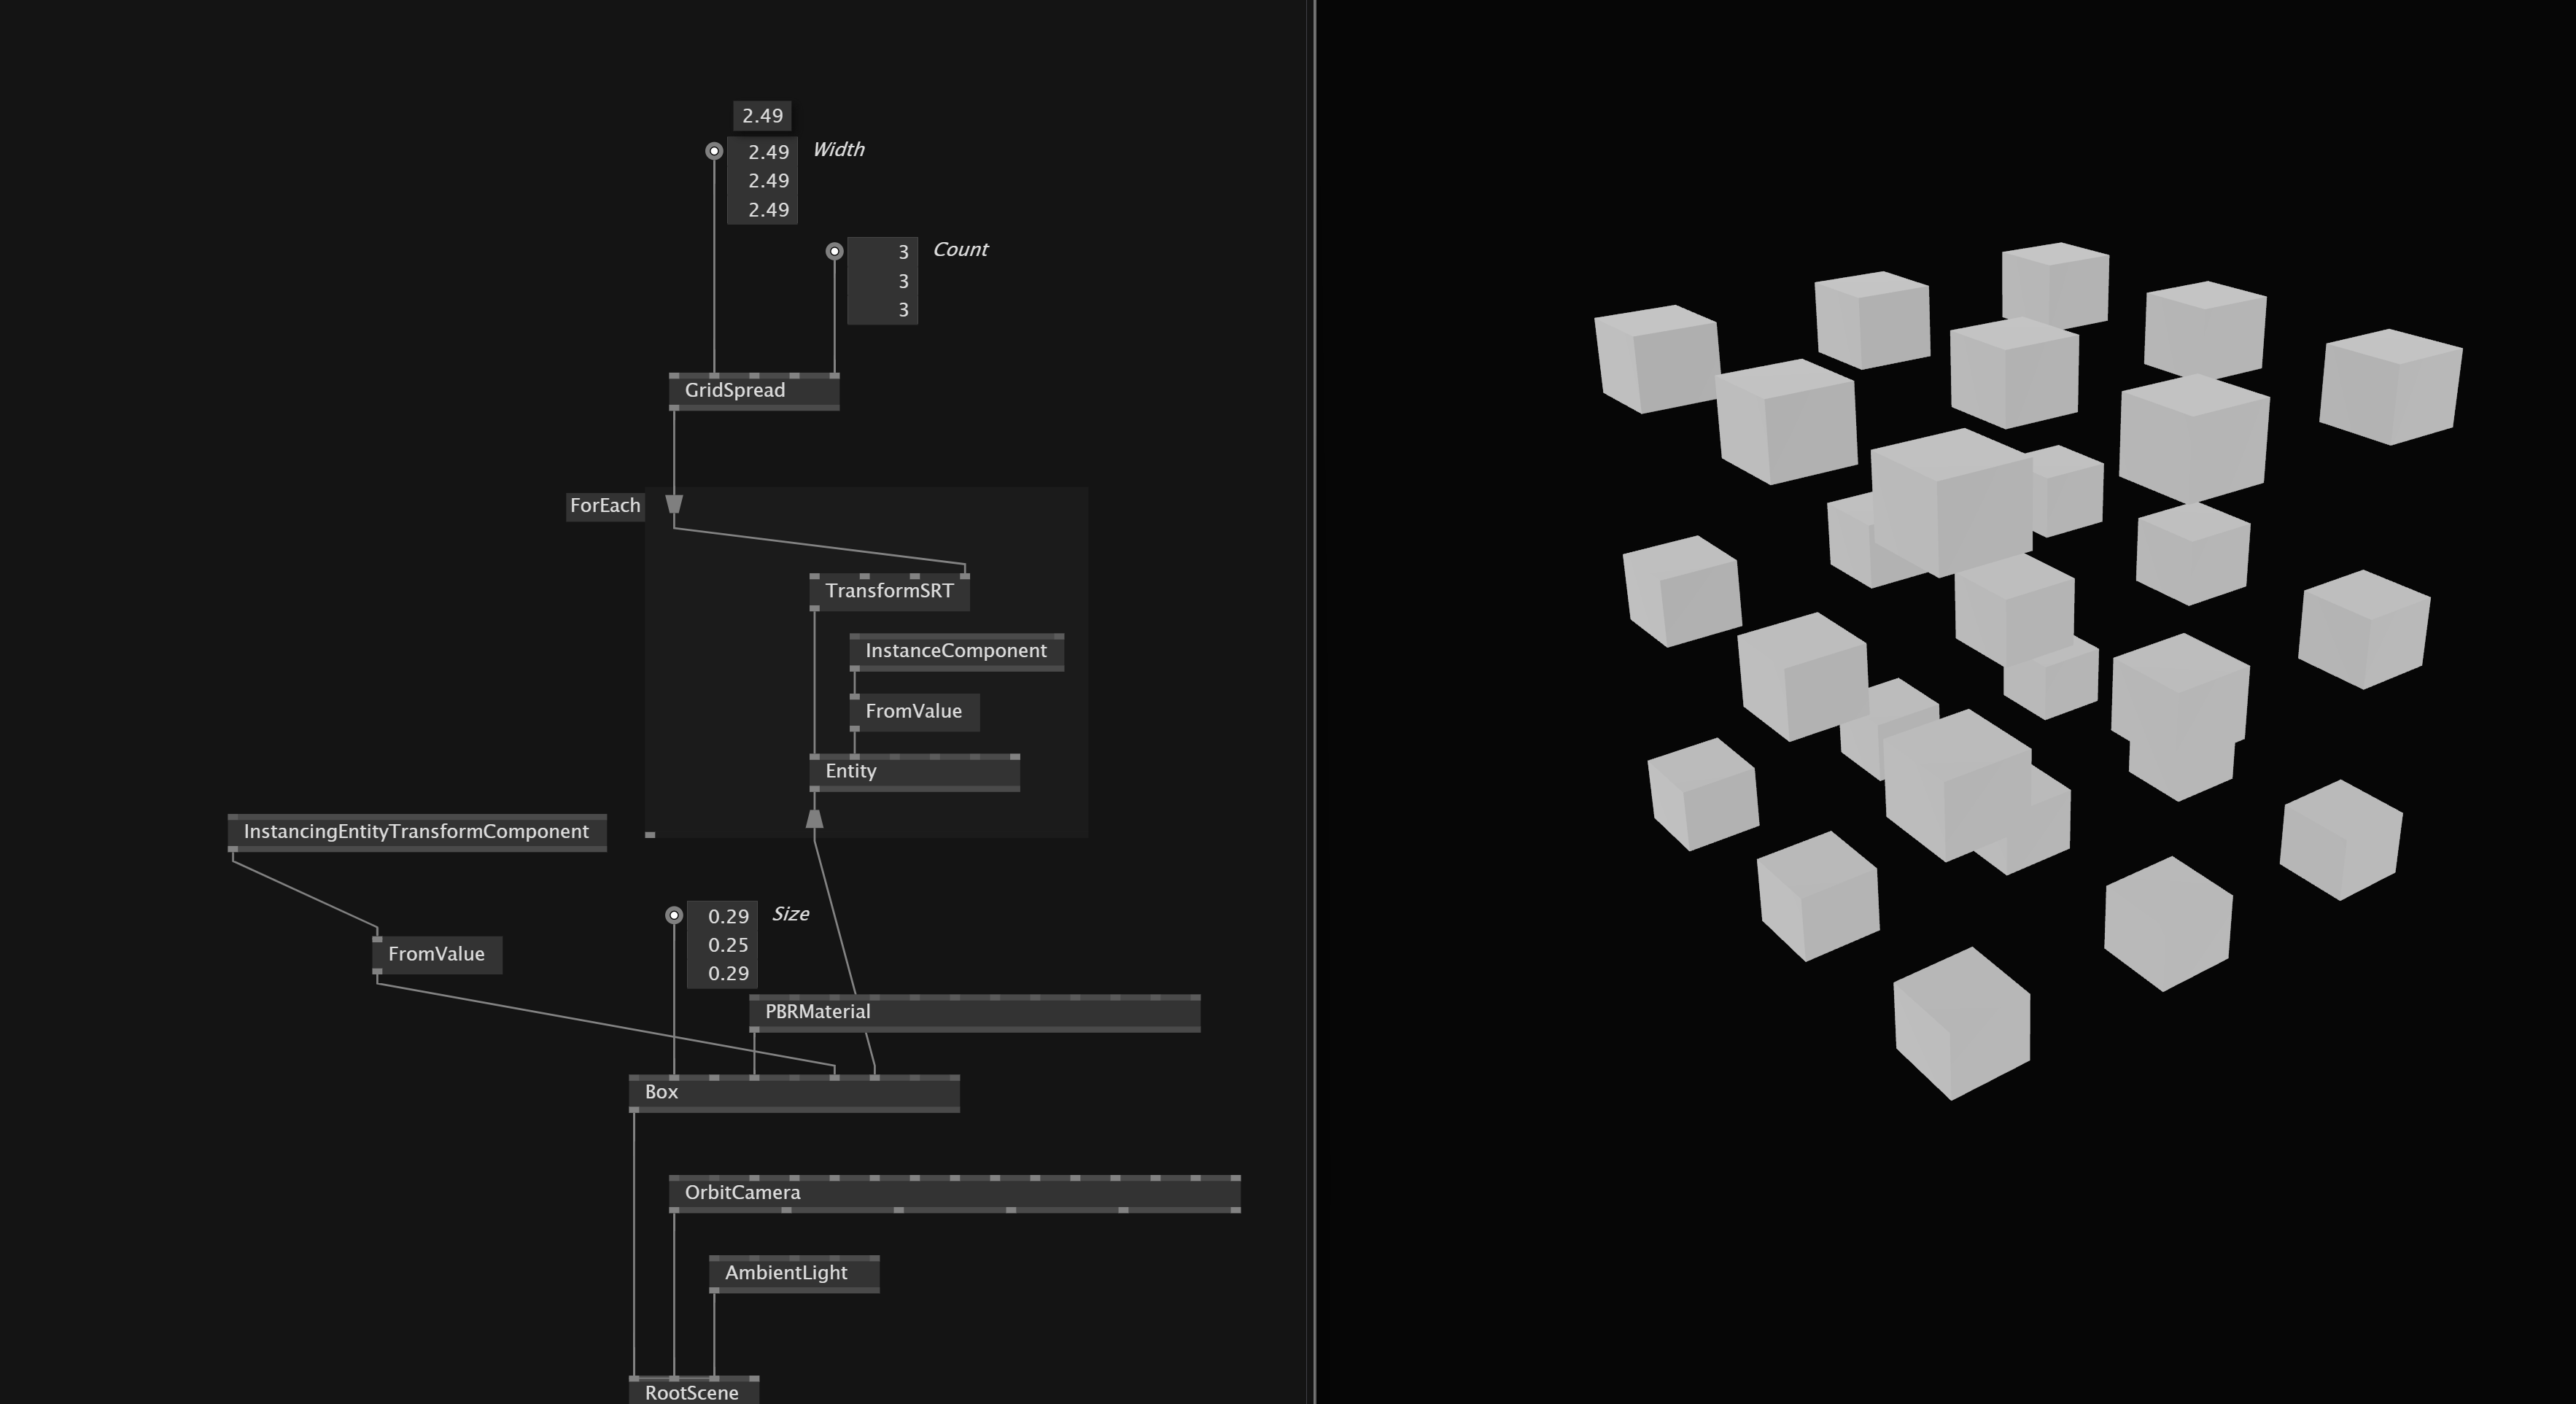 2.49
2.49 Width
2.49
2.49
3 Count
3
3
GridSpread
ForEach
TransformSRT
InstanceComponent
FromValue
Entity
InstancingEntityTransformComponent
0.29 Size
0.25
0.29
FromValue
PBRMaterial
Box
OrbitCamera
AmbientLight
RootScene